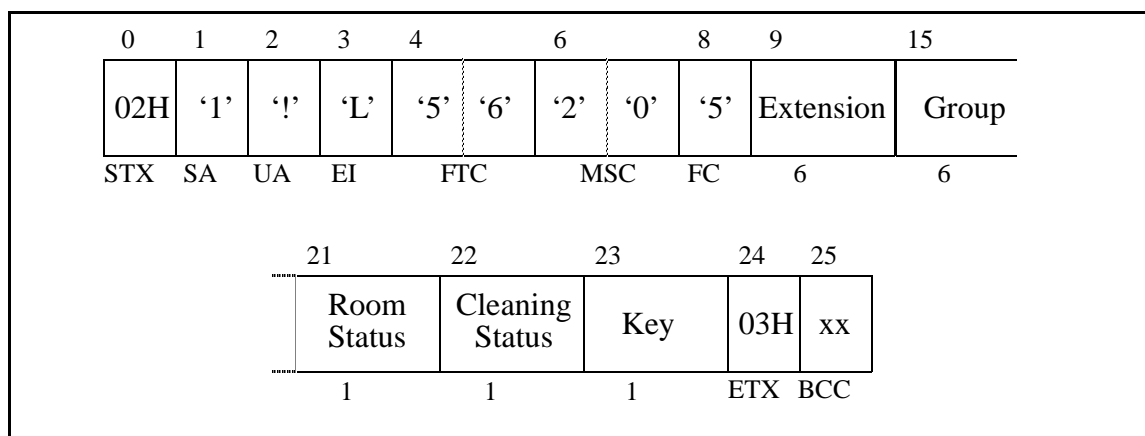 0 1 2 3 4 6 8 9 15
02H ‘1’ ‘!’ ‘L’ ‘5’ ‘6’ ‘2’ ‘0’ ‘5’ Extension Group
STX SA UA EI FTC MSC FC 6 6
21 22 23 24 25
Room Cleaning
Status Status Key 03H xx
1 1 1 ETX BCC